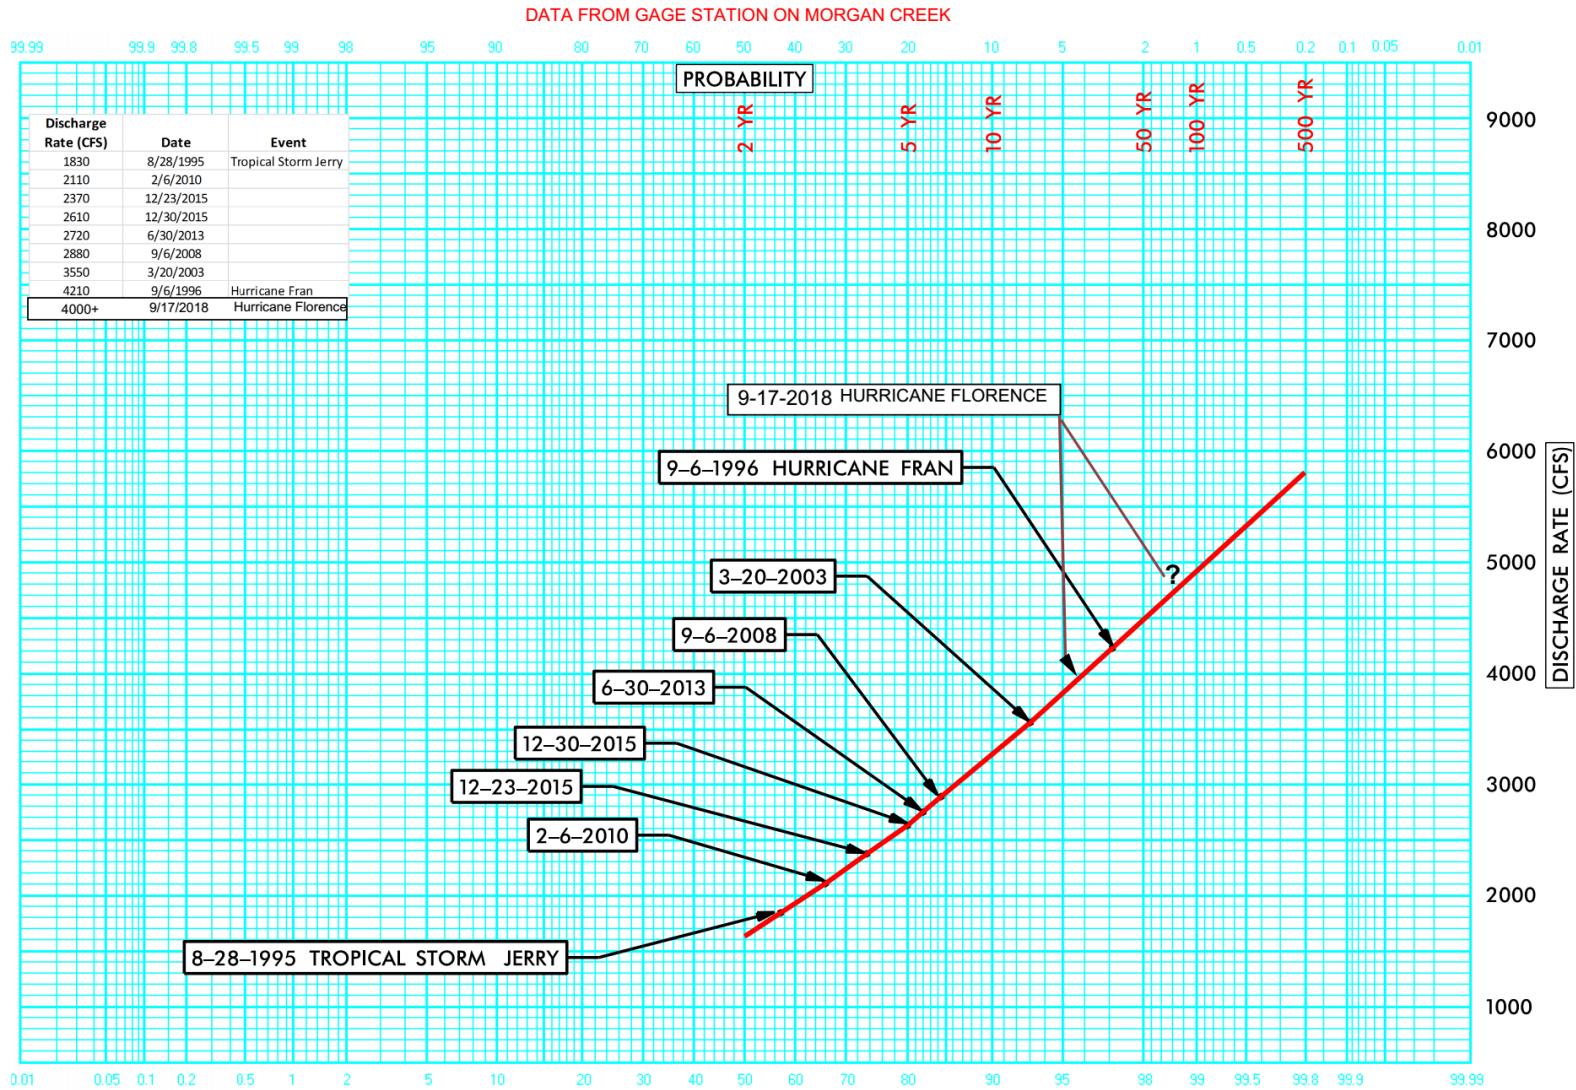 DATA FROM GAGE STATION ON MORGAN CREEK
99.99 99.9 99.8 99.5 99 98 95 90 80 70 60 50 40 30 20 10 5 2 1 0.5 0.2 0.1 0.05 0.01
PROBABILITY
2 YR
5 YR
10 YR
50 YR
100 YR
500 YR
Discharge Rate (CFS) Date Event
1830 8/28/1995 Tropical Storm Jerry
2110 2/6/2010
2370 12/23/2015
2610 12/30/2015
2720 6/30/2013
2880 9/6/2008
3550 3/20/2003
4210 9/6/1996 Hurricane Fran
4000+ 9/17/2018 Hurricane Florence
9000
8000
7000
6000
5000
4000
3000
2000
1000
DISCHARGE RATE (CFS)
9-17-2018 HURRICANE FLORENCE
9–6–1996 HURRICANE FRAN
?
3–20–2003
9–6–2008
6–30–2013
12–30–2015
12–23–2015
2–6–2010
8–28–1995 TROPICAL STORM JERRY
0.01 0.05 0.1 0.2 0.5 1 2 5 10 20 30 40 50 60 70 80 90 95 98 99 99.5 99.8 99.9 99.99